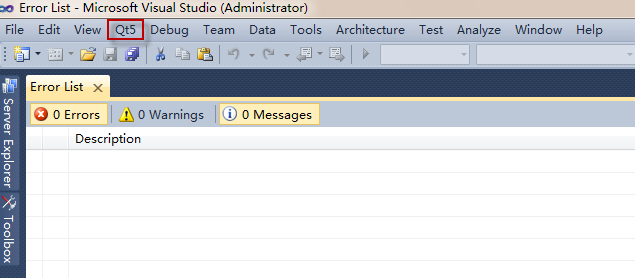 Error List - Microsoft Visual Studio (Administrator)
File Edit View Qt5 Debug Team Data Tools Architecture Test Analyze Window Help
Error List
0 Errors 0 Warnings 0 Messages
Description
Server Explorer
Toolbox